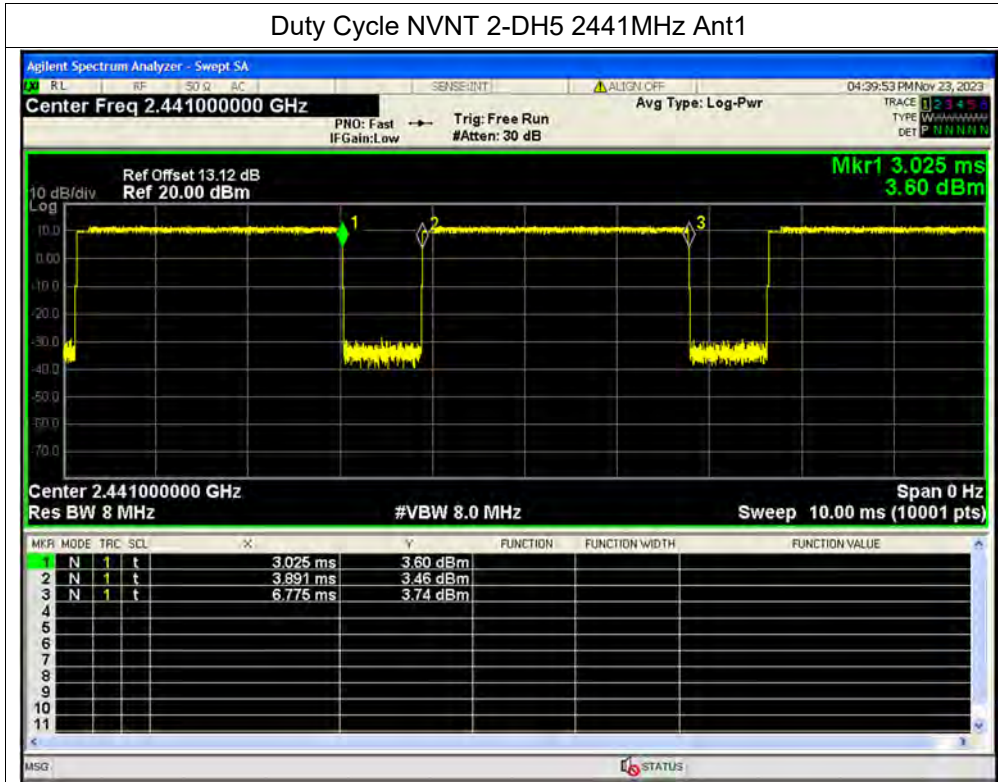 Duty Cycle NVNT 2-DH5 2441MHz Ant1
Agilent Spectrum Analyzer - Swept SA
LXI RL RF 50 Ω AC SENSE:INT ALIGN OFF 04:39:53 PM Nov 23, 2023
Center Freq 2.441000000 GHz Avg Type: Log-Pwr TRACE 1 2 3 4 5 6
PNO: Fast Trig: Free Run TYPE W
IFGain:Low #Atten: 30 dB DET P N N N N N
Mkr1 3.025 ms
Ref Offset 13.12 dB
10 dB/div Ref 20.00 dBm 3.60 dBm
Log
10.0
0.00
-10.0
-20.0
-30.0
-40.0
-50.0
-60.0
-70.0
1 2 3
Center 2.441000000 GHz Span 0 Hz
Res BW 8 MHz #VBW 8.0 MHz Sweep 10.00 ms (10001 pts)
MKR MODE TRC SCL X Y FUNCTION FUNCTION WIDTH FUNCTION VALUE
1 N 1 t 3.025 ms 3.60 dBm
2 N 1 t 3.891 ms 3.46 dBm
3 N 1 t 6.775 ms 3.74 dBm
4
5
6
7
8
9
10
11
MSG STATUS